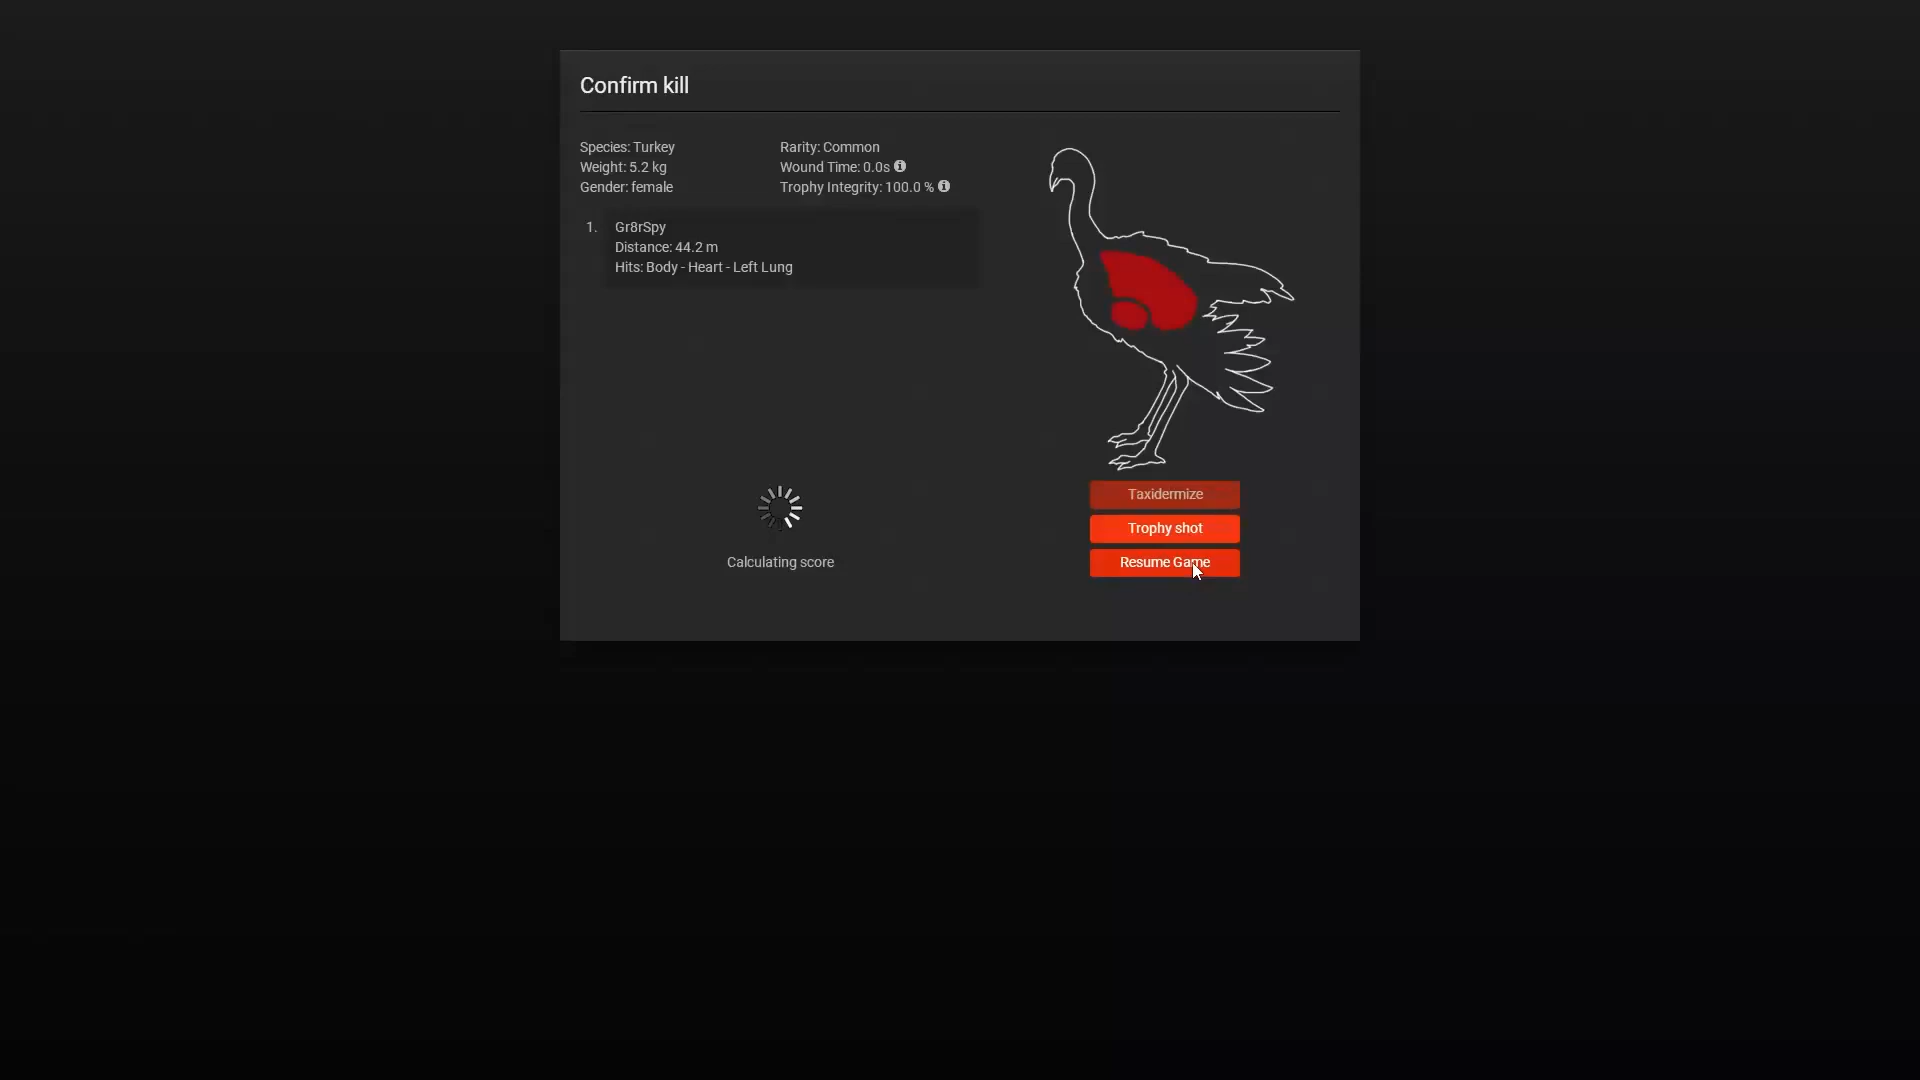 Confirm kill
Species: Turkey
Weight: 5.2 kg
Gender: female
Rarity: Common
Wound Time: 0.0s
Trophy Integrity: 100.0 %
1. Gr8rSpy
Distance: 44.2 m
Hits: Body - Heart - Left Lung
Calculating score
Taxidermize
Trophy shot
Resume Game